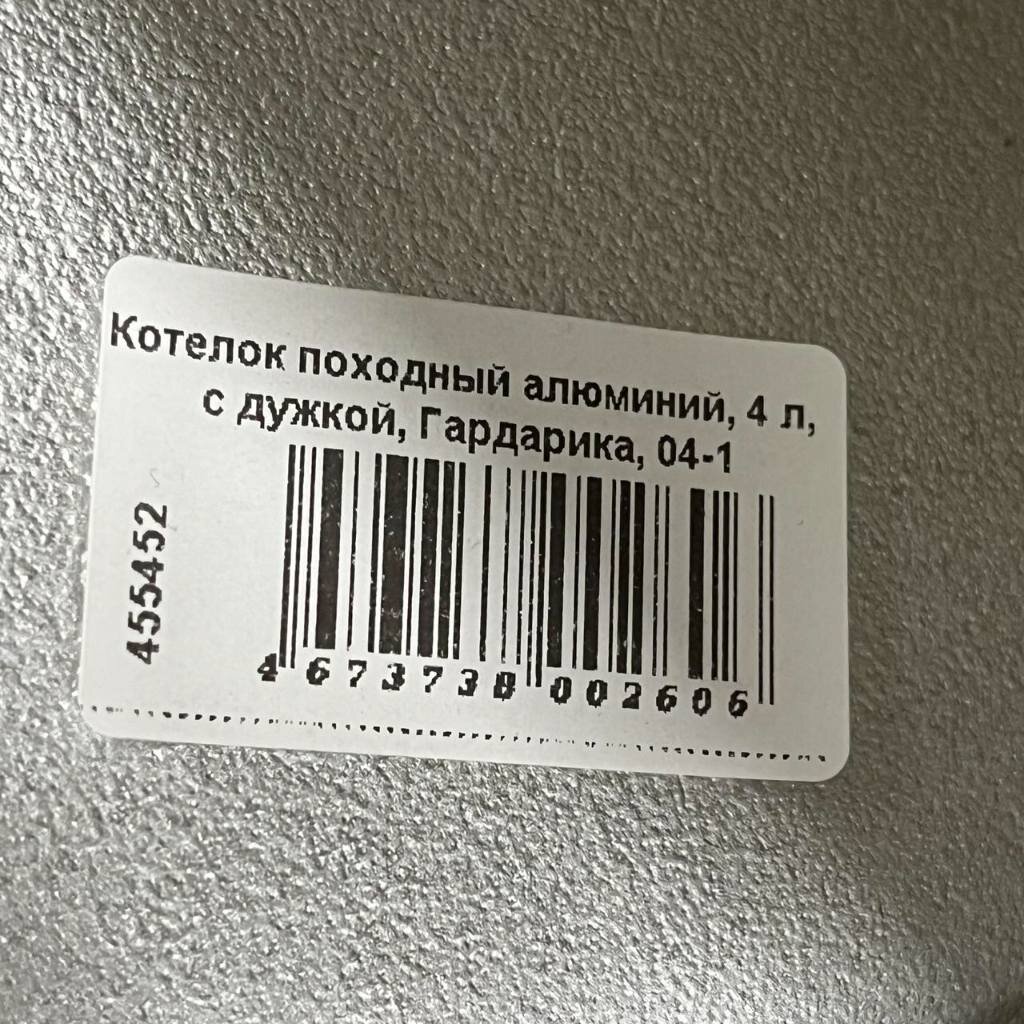 Котелок походный алюминий, 4 л,
с дужкой, Гардарика, 04-1
455452
4 673738 002606